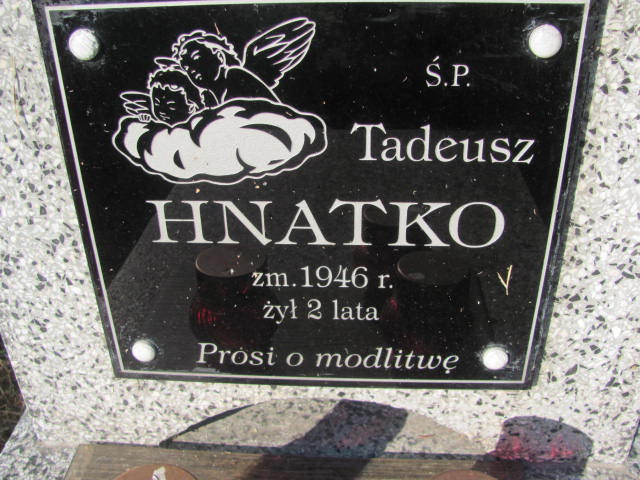 Ś.P.
Tadeusz
HNATKO
zm. 1946 r.
żył 2 lata
Prosi o modlitwę